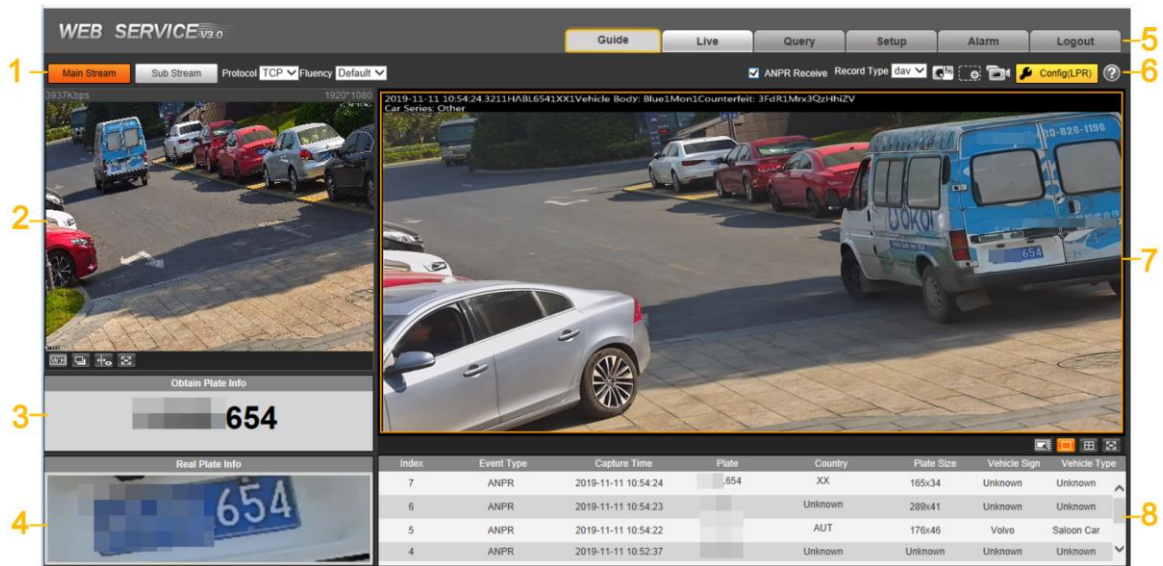 WEB SERVICE V3.0
Guide Live Query Setup Alarm Logout 5
1 Main Stream Sub Stream Protocol TCP Fluency Default ANPR Receive Record Type dav Config(LPR) ? 6
3937Kbps 1920*1080
2019-11-11 10:54:24.3211HABL6541XX1Vehicle Body: Blue1Mon1Counterfeit: 3FdR1Mrx3QzHhiZV
Car Series: Other
2
7
654
W:H
Obtain Plate Info
3 654
Real Plate Info
4 654
Index Event Type Capture Time Plate Country Plate Size Vehicle Sign Vehicle Type
7 ANPR 2019-11-11 10:54:24 .654 XX 165x34 Unknown Unknown
6 ANPR 2019-11-11 10:54:23 Unknown 289x41 Unknown Unknown
8
5 ANPR 2019-11-11 10:54:22 AUT 176x46 Volvo Saloon Car
4 ANPR 2019-11-11 10:52:37 Unknown Unknown Unknown Unknown